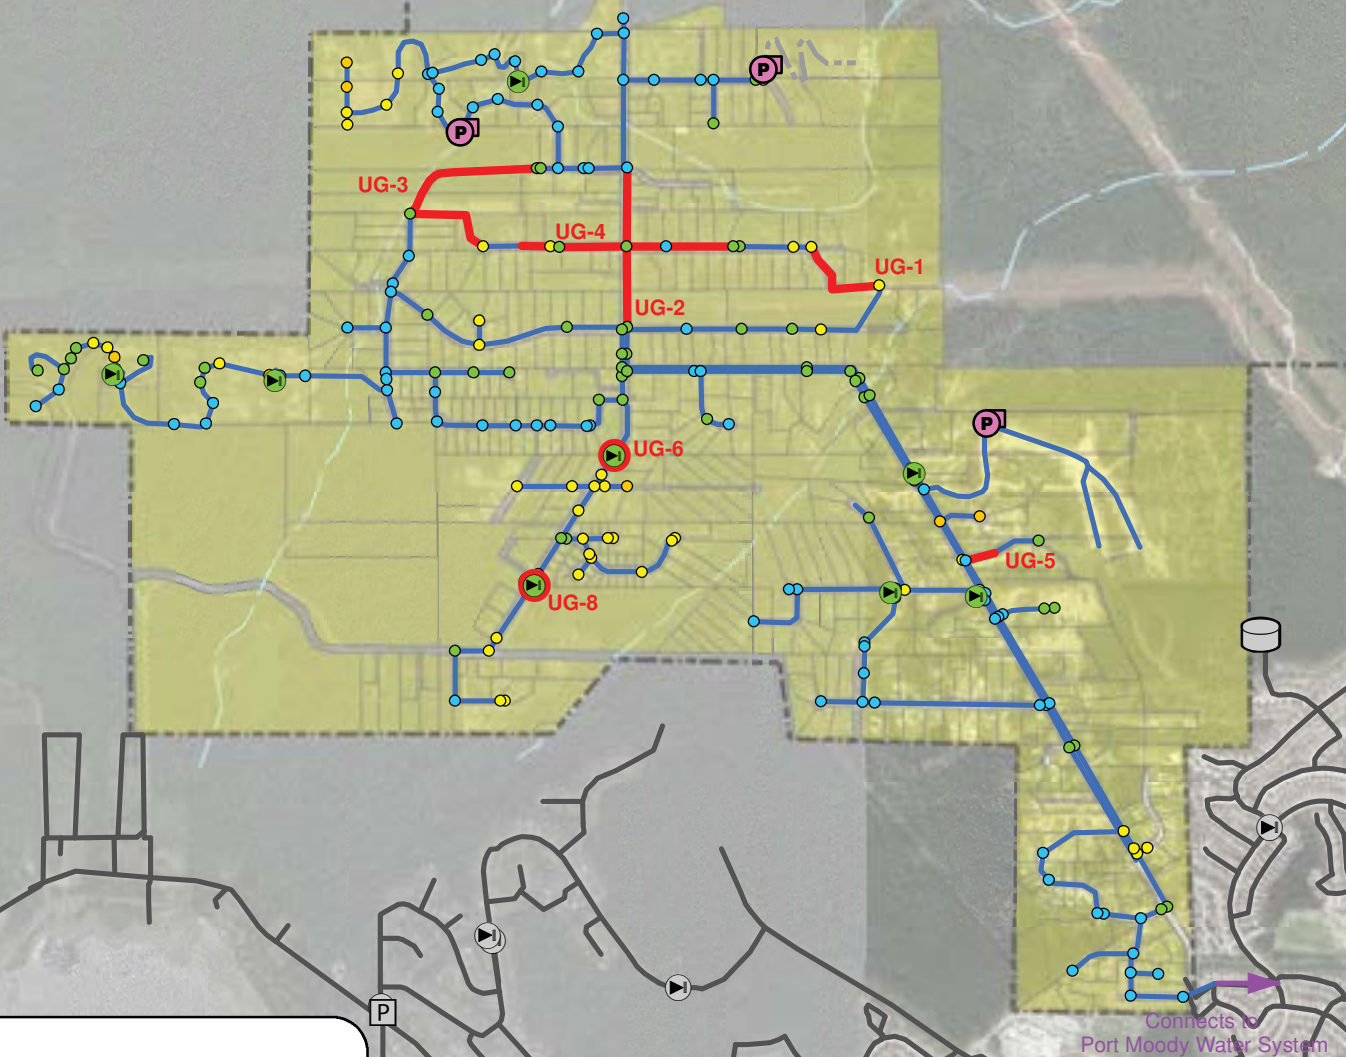 P
P
UG-3
UG-4
UG-1
UG-2
P
UG-6
UG-5
UG-8
P
Connects to
Port Moody Water System